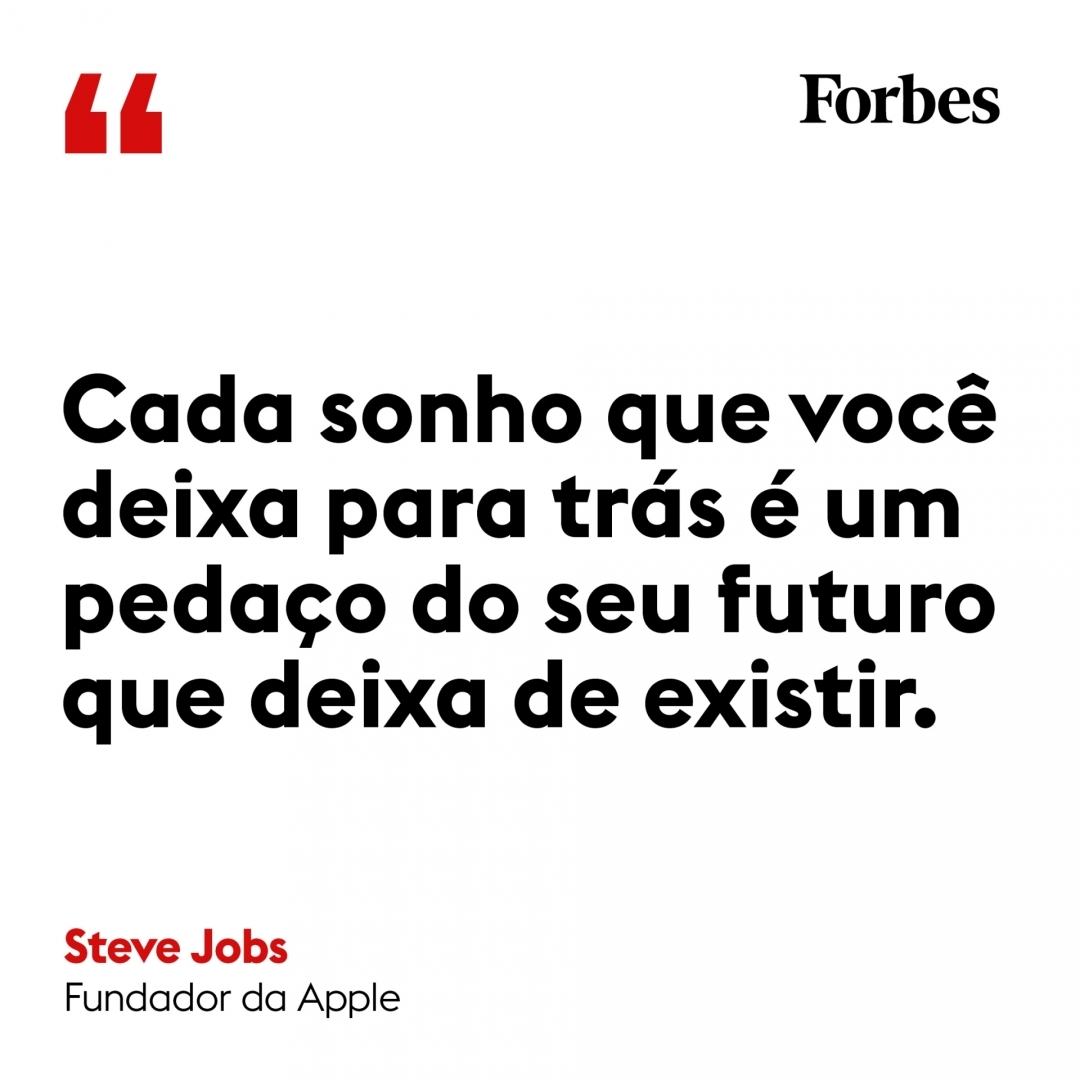 “
Forbes
Cada sonho que você
deixa para trás é um
pedaço do seu futuro
que deixa de existir.
Steve Jobs
Fundador da Apple